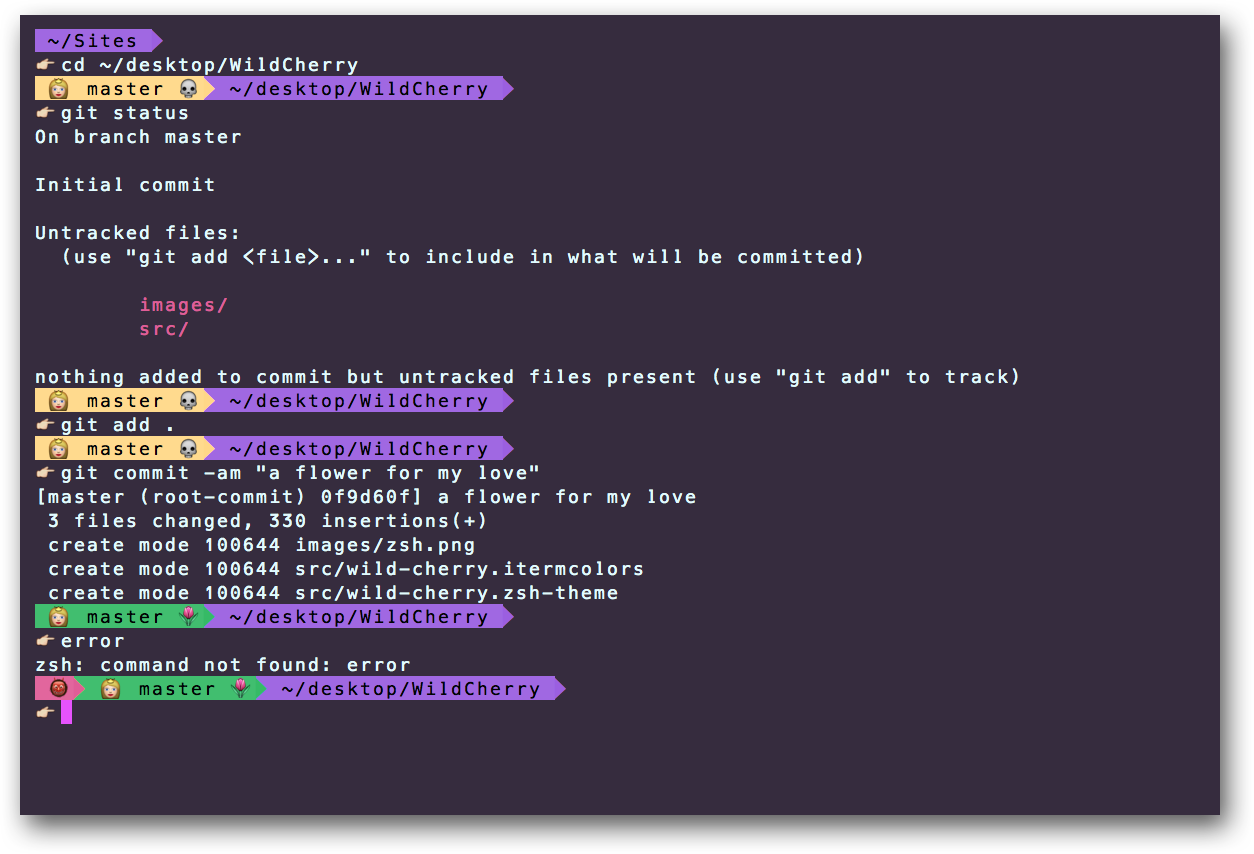 ~/Sites
cd ~/desktop/WildCherry
master ~/desktop/WildCherry
git status
On branch master
Initial commit
Untracked files:
(use "git add <file>..." to include in what will be committed)
images/
src/
nothing added to commit but untracked files present (use "git add" to track)
master ~/desktop/WildCherry
git add .
master ~/desktop/WildCherry
git commit -am "a flower for my love"
[master (root-commit) 0f9d60f] a flower for my love
3 files changed, 330 insertions(+)
create mode 100644 images/zsh.png
create mode 100644 src/wild-cherry.itermcolors
create mode 100644 src/wild-cherry.zsh-theme
master ~/desktop/WildCherry
error
zsh: command not found: error
master ~/desktop/WildCherry